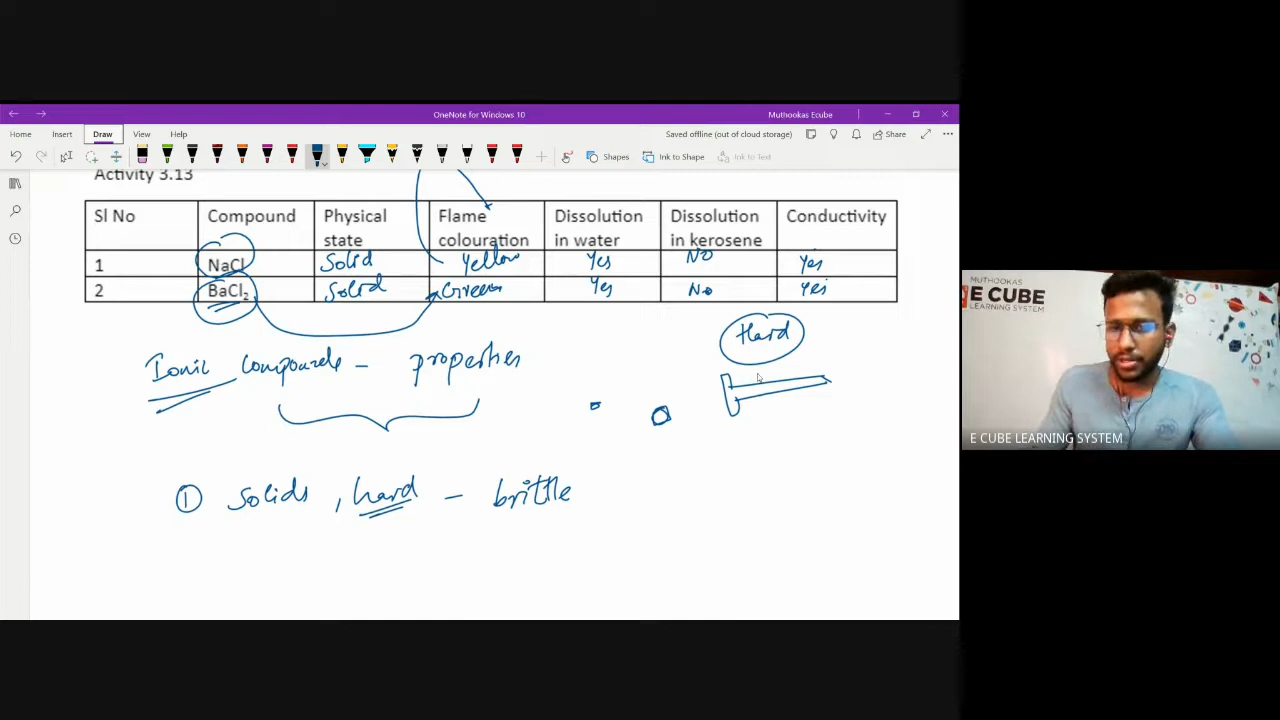 OneNote for Windows 10
Muthookas Ecube
Home Insert Draw View Help
Saved offline (out of cloud storage)
Share
Shapes
Ink to Shape
Ink to Text
Activity 3.13
Sl No Compound Physical state Flame colouration Dissolution in water Dissolution in kerosene Conductivity
1 NaCl Solid Yellow Yes NO Yes
2 BaCl2 Solid Green Yes No Yes
Hard
Ionic compounds - properties
① Solids, hard - brittle
MUTHOOKAS
E CUBE
LEARNING SYSTEM
E CUBE LEARNING SYSTEM